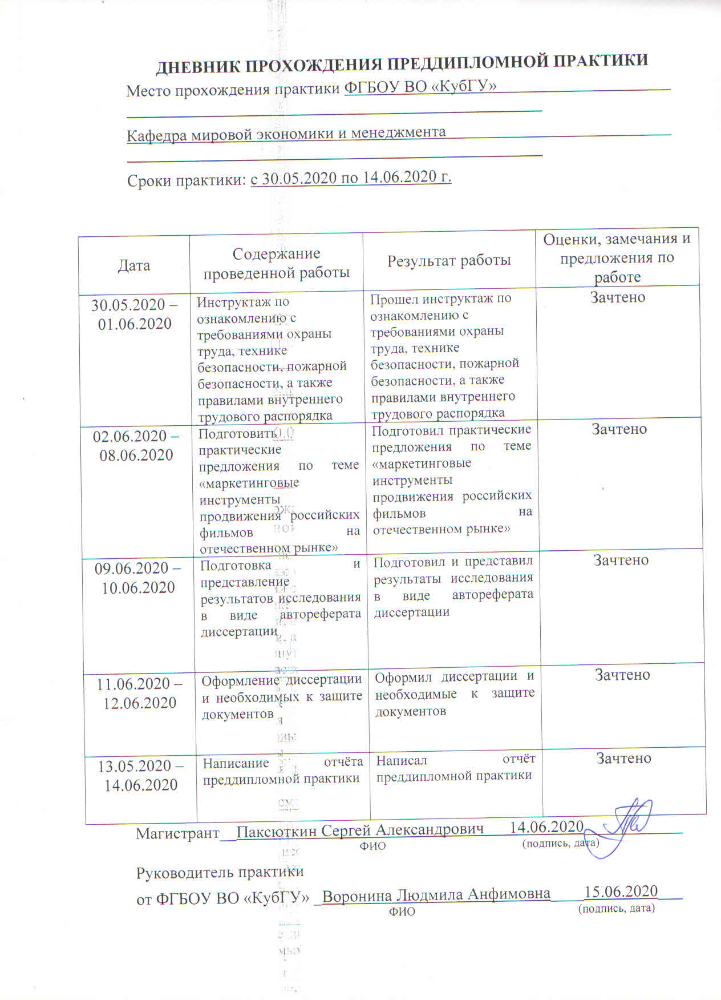 ДНЕВНИК ПРОХОЖДЕНИЯ ПРЕДДИПЛОМНОЙ ПРАКТИКИ
Место прохождения практики ФГБОУ ВО «КубГУ»
Кафедра мировой экономики и менеджмента
Сроки практики: с 30.05.2020 по 14.06.2020 г.
Дата
Содержание
проведенной работы
Результат работы
Оценки, замечания и
предложения по
работе
30.05.2020 –
01.06.2020
Инструктаж по
ознакомлению с
требованиями охраны
труда, технике
безопасности, пожарной
безопасности, а также
правилами внутреннего
трудового распорядка
Прошел инструктаж по
ознакомлению с
требованиями охраны
труда, технике
безопасности, пожарной
безопасности, а также
правилами внутреннего
трудового распорядка
Зачтено
02.06.2020 –
08.06.2020
Подготовить
практические
предложения по теме
«маркетинговые
инструменты
продвижения российских
фильмов на
отечественном рынке»
Подготовил практические
предложения по теме
«маркетинговые
инструменты
продвижения российских
фильмов на
отечественном рынке»
Зачтено
09.06.2020 –
10.06.2020
Подготовка и
представление
результатов исследования
в виде автореферата
диссертации
Подготовил и представил
результаты исследования
в виде автореферата
диссертации
Зачтено
11.06.2020 –
12.06.2020
Оформление диссертации
и необходимых к защите
документов
Оформил диссертации и
необходимые к защите
документов
Зачтено
13.05.2020 –
14.06.2020
Написание отчёта
преддипломной практики
Написал отчёт
преддипломной практики
Зачтено
Магистрант Паксюткин Сергей Александрович 14.06.2020
ФИО (подпись, дата)
Руководитель практики
от ФГБОУ ВО «КубГУ» Воронина Людмила Анфимовна 15.06.2020
ФИО (подпись, дата)